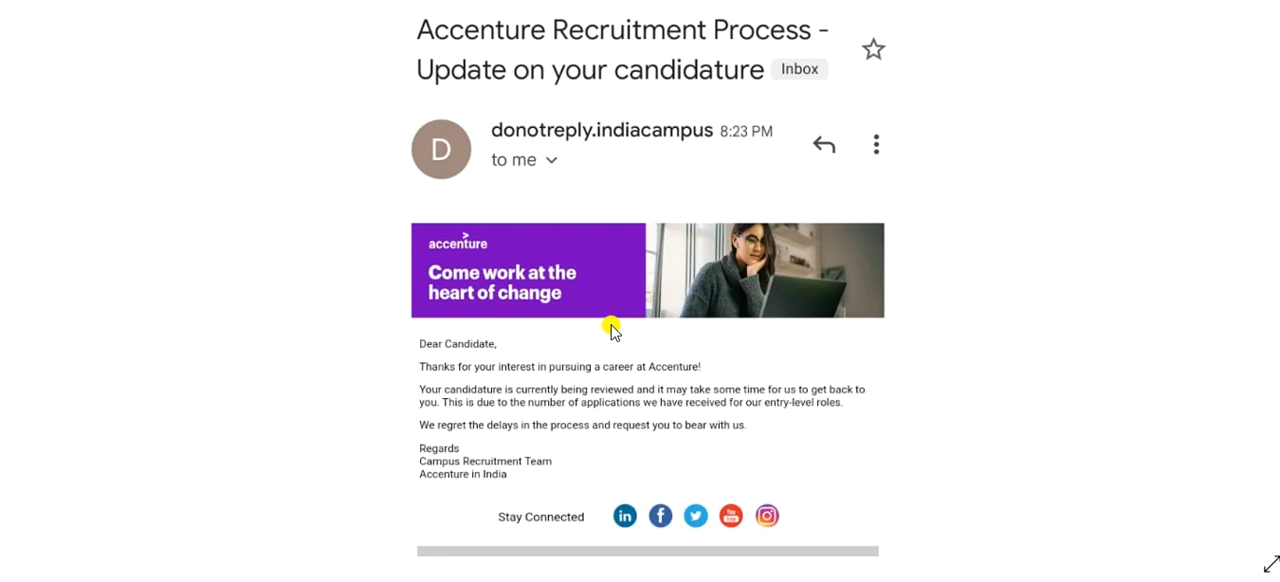 Accenture Recruitment Process -
Update on your candidature Inbox
D
donotreply.indiacampus 8:23 PM
to me
accenture
Come work at the
heart of change
Dear Candidate,
Thanks for your interest in pursuing a career at Accenture!
Your candidature is currently being reviewed and it may take some time for us to get back to
you. This is due to the number of applications we have received for our entry-level roles.
We regret the delays in the process and request you to bear with us.
Regards
Campus Recruitment Team
Accenture in India
Stay Connected in f You Tube